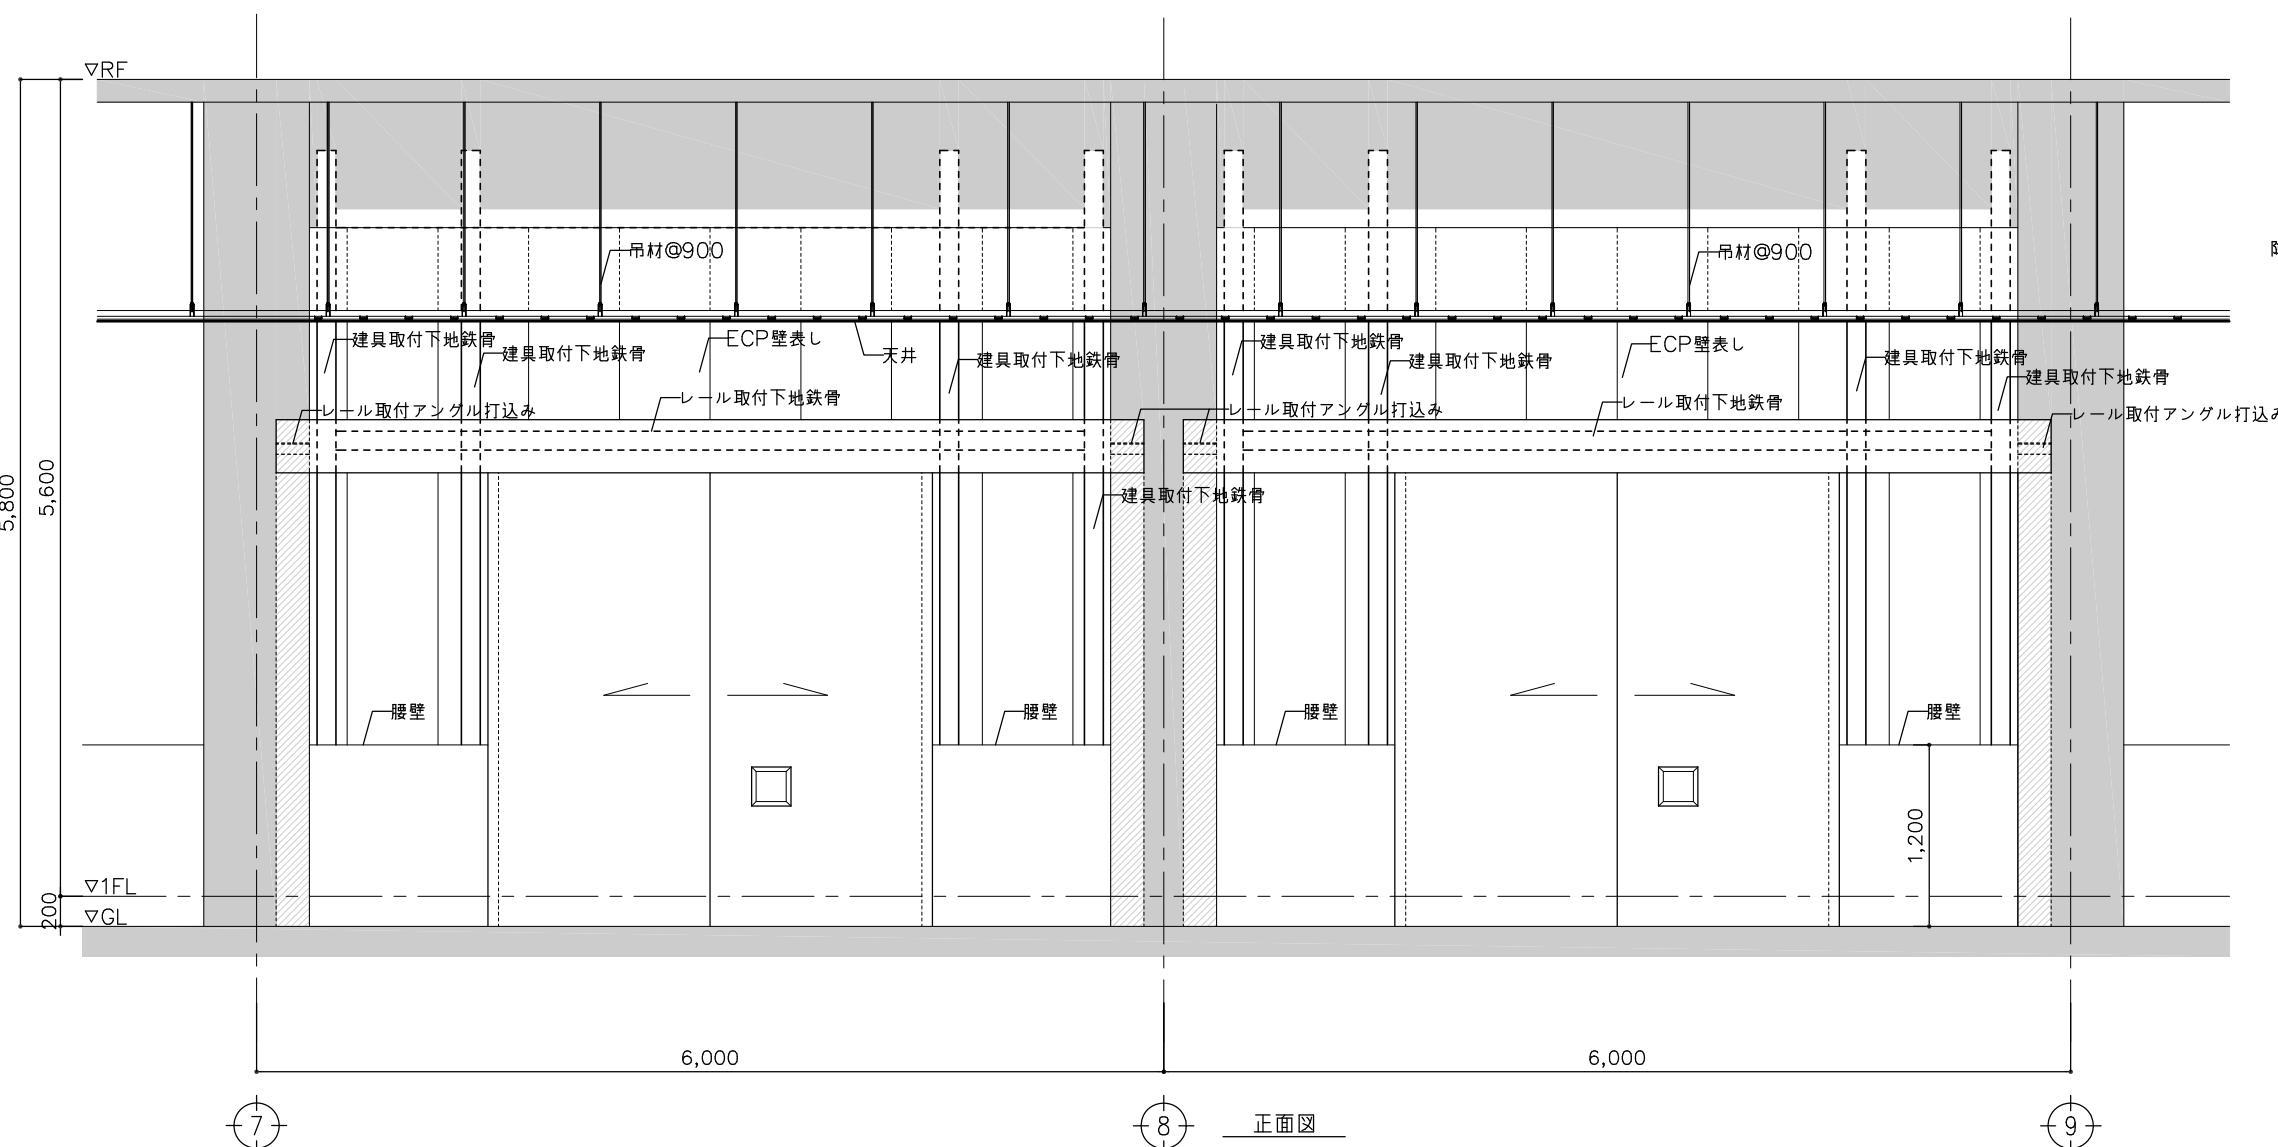 ▽RF
吊材@900
吊材@900
建具取付下地鉄骨
建具取付下地鉄骨
ECP壁表し
天井
建具取付下地鉄骨
建具取付下地鉄骨
建具取付下地鉄骨
ECP壁表し
建具取付下地鉄骨
建具取付下地鉄骨
レール取付アングル打込み
レール取付下地鉄骨
レール取付アングル打込み
レール取付下地鉄骨
レール取付アングル打込み
5,800
5,600
建具取付下地鉄骨
腰壁
腰壁
腰壁
腰壁
1,200
▽1FL
200
▽GL
6,000
6,000
7
8
正面図
9